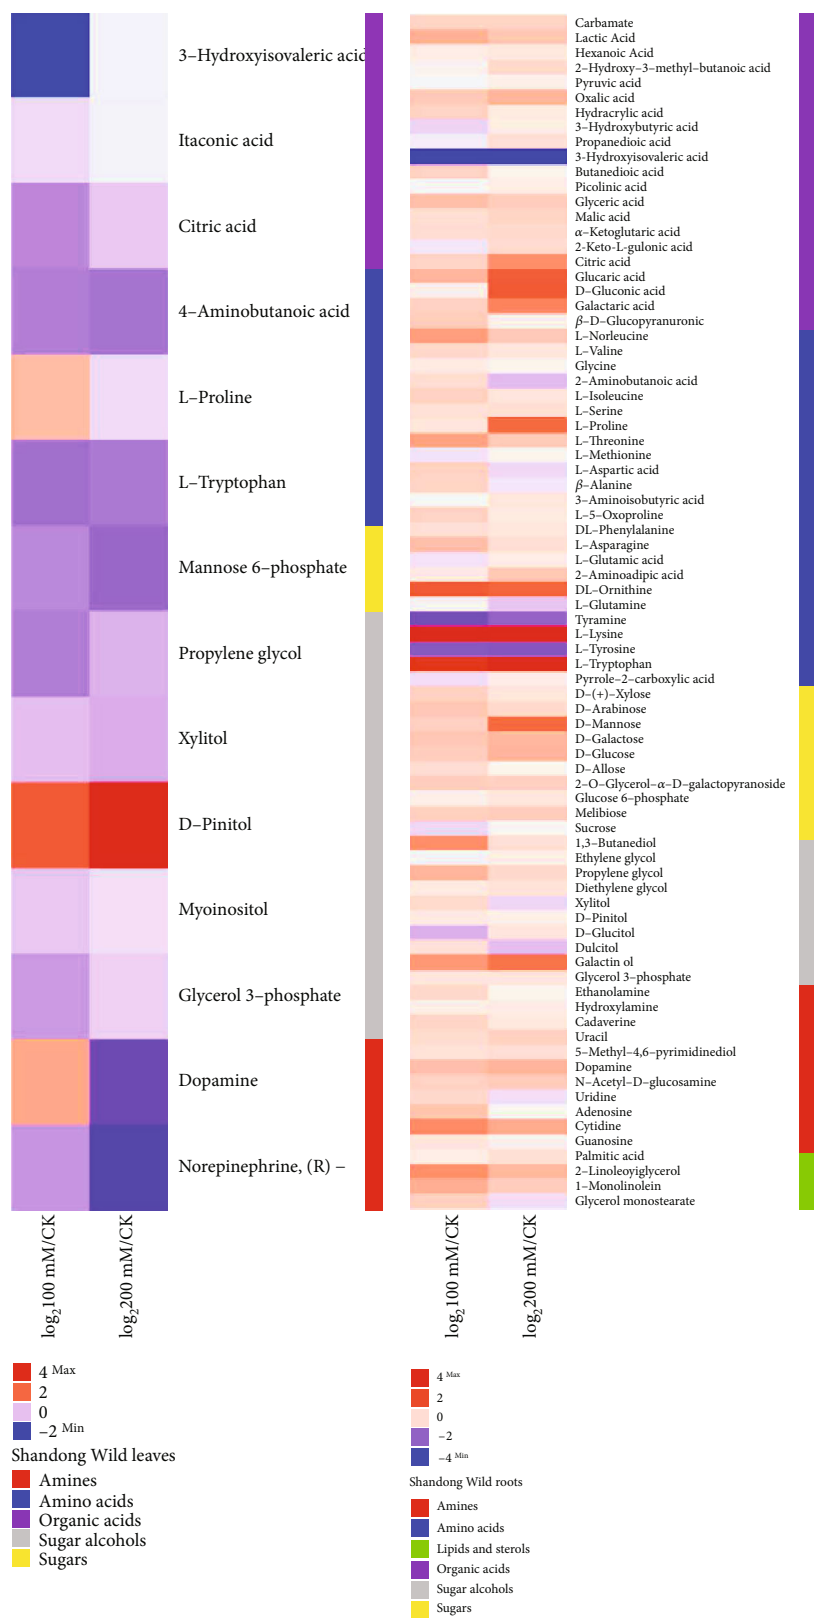 3–Hydroxyisovaleric acid
Itaconic acid
Citric acid
4–Aminobutanoic acid
L–Proline
L–Tryptophan
Mannose 6–phosphate
Propylene glycol
Xylitol
D–Pinitol
Myoinositol
Glycerol 3–phosphate
Dopamine
Norepinephrine, (R) –
log2100 mM/CK
log2200 mM/CK
4 Max
2
0
–2 Min
Shandong Wild leaves
Amines
Amino acids
Organic acids
Sugar alcohols
Sugars
Carbamate
Lactic Acid
Hexanoic Acid
2–Hydroxy–3–methyl–butanoic acid
Pyruvic acid
Oxalic acid
Hydracrylic acid
3–Hydroxybutyric acid
Propanedioic acid
3-Hydroxyisovaleric acid
Butanedioic acid
Picolinic acid
Glyceric acid
Malic acid
α–Ketoglutaric acid
2-Keto-L-gulonic acid
Citric acid
Glucaric acid
D–Gluconic acid
Galactaric acid
β–D–Glucopyranuronic
L–Norleucine
L–Valine
Glycine
2–Aminobutanoic acid
L–Isoleucine
L–Serine
L–Proline
L–Threonine
L–Methionine
L–Aspartic acid
β–Alanine
3–Aminoisobutyric acid
L–5–Oxoproline
DL–Phenylalanine
L–Asparagine
L–Glutamic acid
2–Aminoadipic acid
DL–Ornithine
L–Glutamine
Tyramine
L–Lysine
L–Tyrosine
L–Tryptophan
Pyrrole–2–carboxylic acid
D–(+)–Xylose
D–Arabinose
D–Mannose
D–Galactose
D–Glucose
D–Allose
2–O–Glycerol–α–D–galactopyranoside
Glucose 6–phosphate
Melibiose
Sucrose
1,3–Butanediol
Ethylene glycol
Propylene glycol
Diethylene glycol
Xylitol
D–Pinitol
D–Glucitol
Dulcitol
Galactin ol
Glycerol 3–phosphate
Ethanolamine
Hydroxylamine
Cadaverine
Uracil
5–Methyl–4,6–pyrimidinediol
Dopamine
N–Acetyl–D–glucosamine
Uridine
Adenosine
Cytidine
Guanosine
Palmitic acid
2–Linoleoyiglycerol
1–Monolinolein
Glycerol monostearate
log2100 mM/CK
log2200 mM/CK
4 Max
2
0
–2
–4 Min
Shandong Wild roots
Amines
Amino acids
Lipids and sterols
Organic acids
Sugar alcohols
Sugars